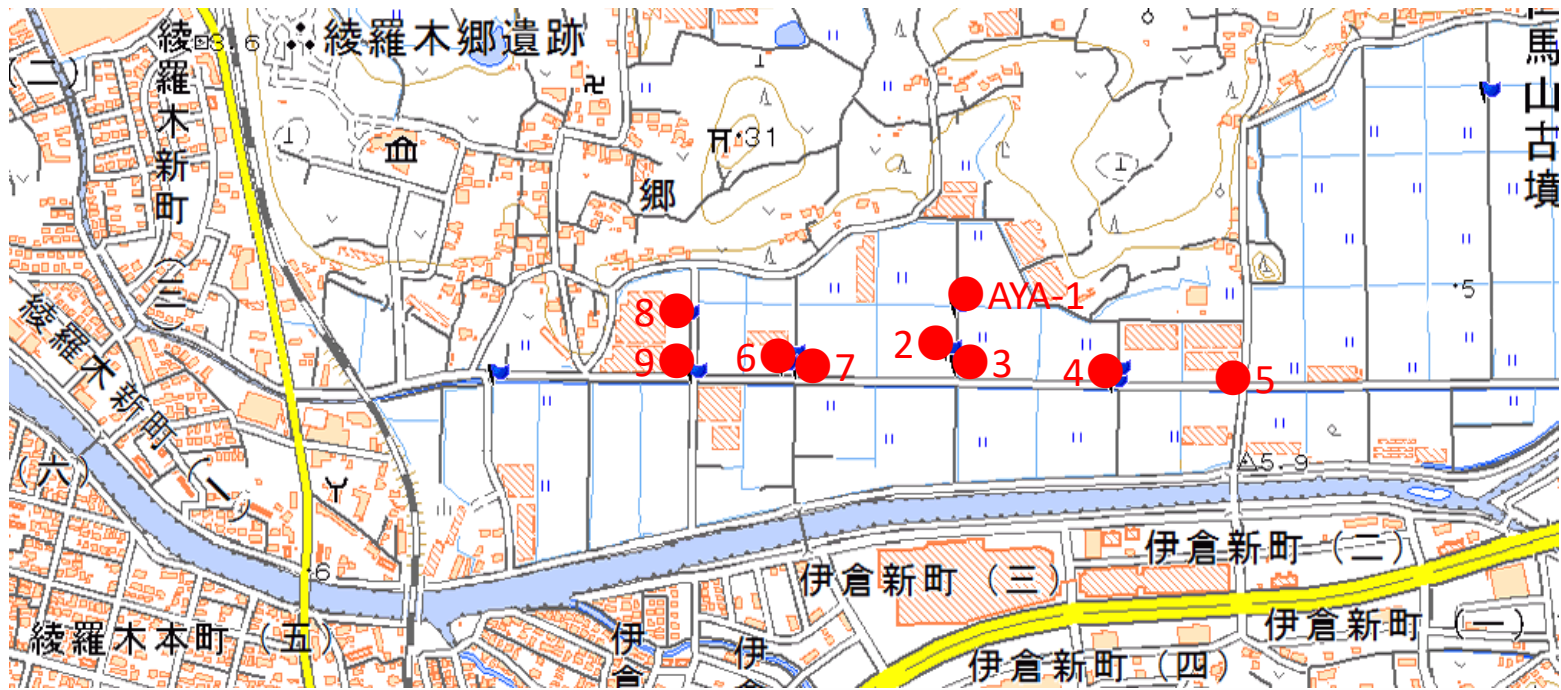 綾羅木郷遺跡
3.6
綾羅木新町
(二)
(三)
仁馬山古墳
31
郷
5
AYA-1
8
2
9
6
7
3
4
5
綾羅木新町
(一)
(六)
5.9
6
伊倉新町 (二)
伊倉新町 (三)
伊倉新町 (一)
綾羅木本町 (五)
伊倉
伊倉
伊倉新町 (四)